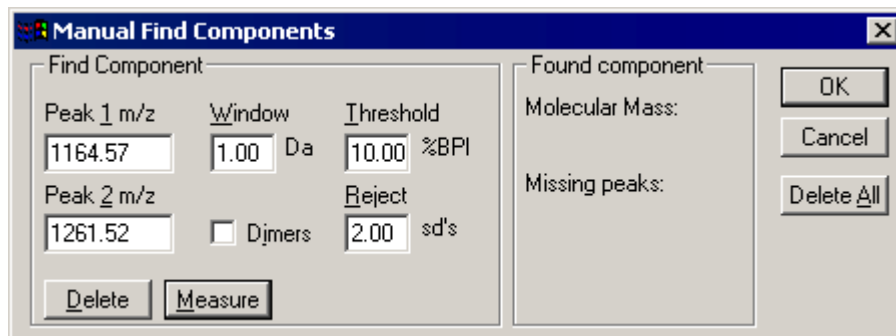 Manual Find Components
Find Component
Peak 1 m/z Window Threshold
1164.57 1.00 Da 10.00 %BPI
Peak 2 m/z Reject
1261.52 Dimers 2.00 sd's
Delete Measure
Found component
Molecular Mass:
Missing peaks:
OK
Cancel
Delete All